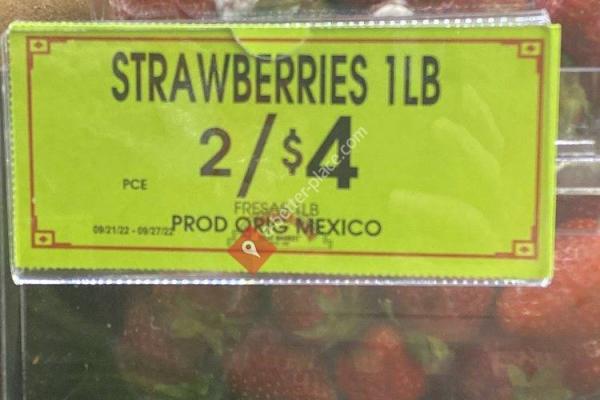 STRAWBERRIES 1LB
2/$4
PCE
FRESAS 1LB
09/21/22 - 09/27/22
PROD ORIG MEXICO